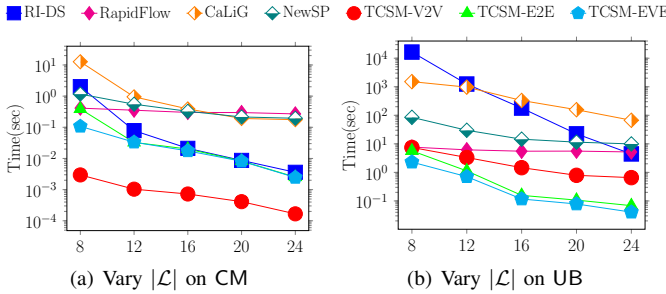 RI-DS RapidFlow CaLiG NewSP TCSM-V2V TCSM-E2E TCSM-EVE
Time(sec)
10^1
10^0
10^-1
10^-2
10^-3
10^-4
8 12 16 20 24
(a) Vary |ℒ| on CM
Time(sec)
10^4
10^3
10^2
10^1
10^0
10^-1
8 12 16 20 24
(b) Vary |ℒ| on UB